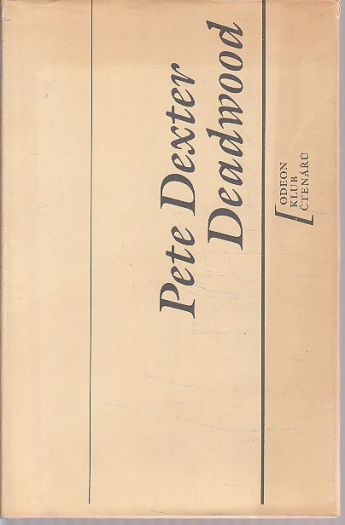 Pete Dexter
Deadwood
ODEON
KLUB
ČTENÁŘŮ